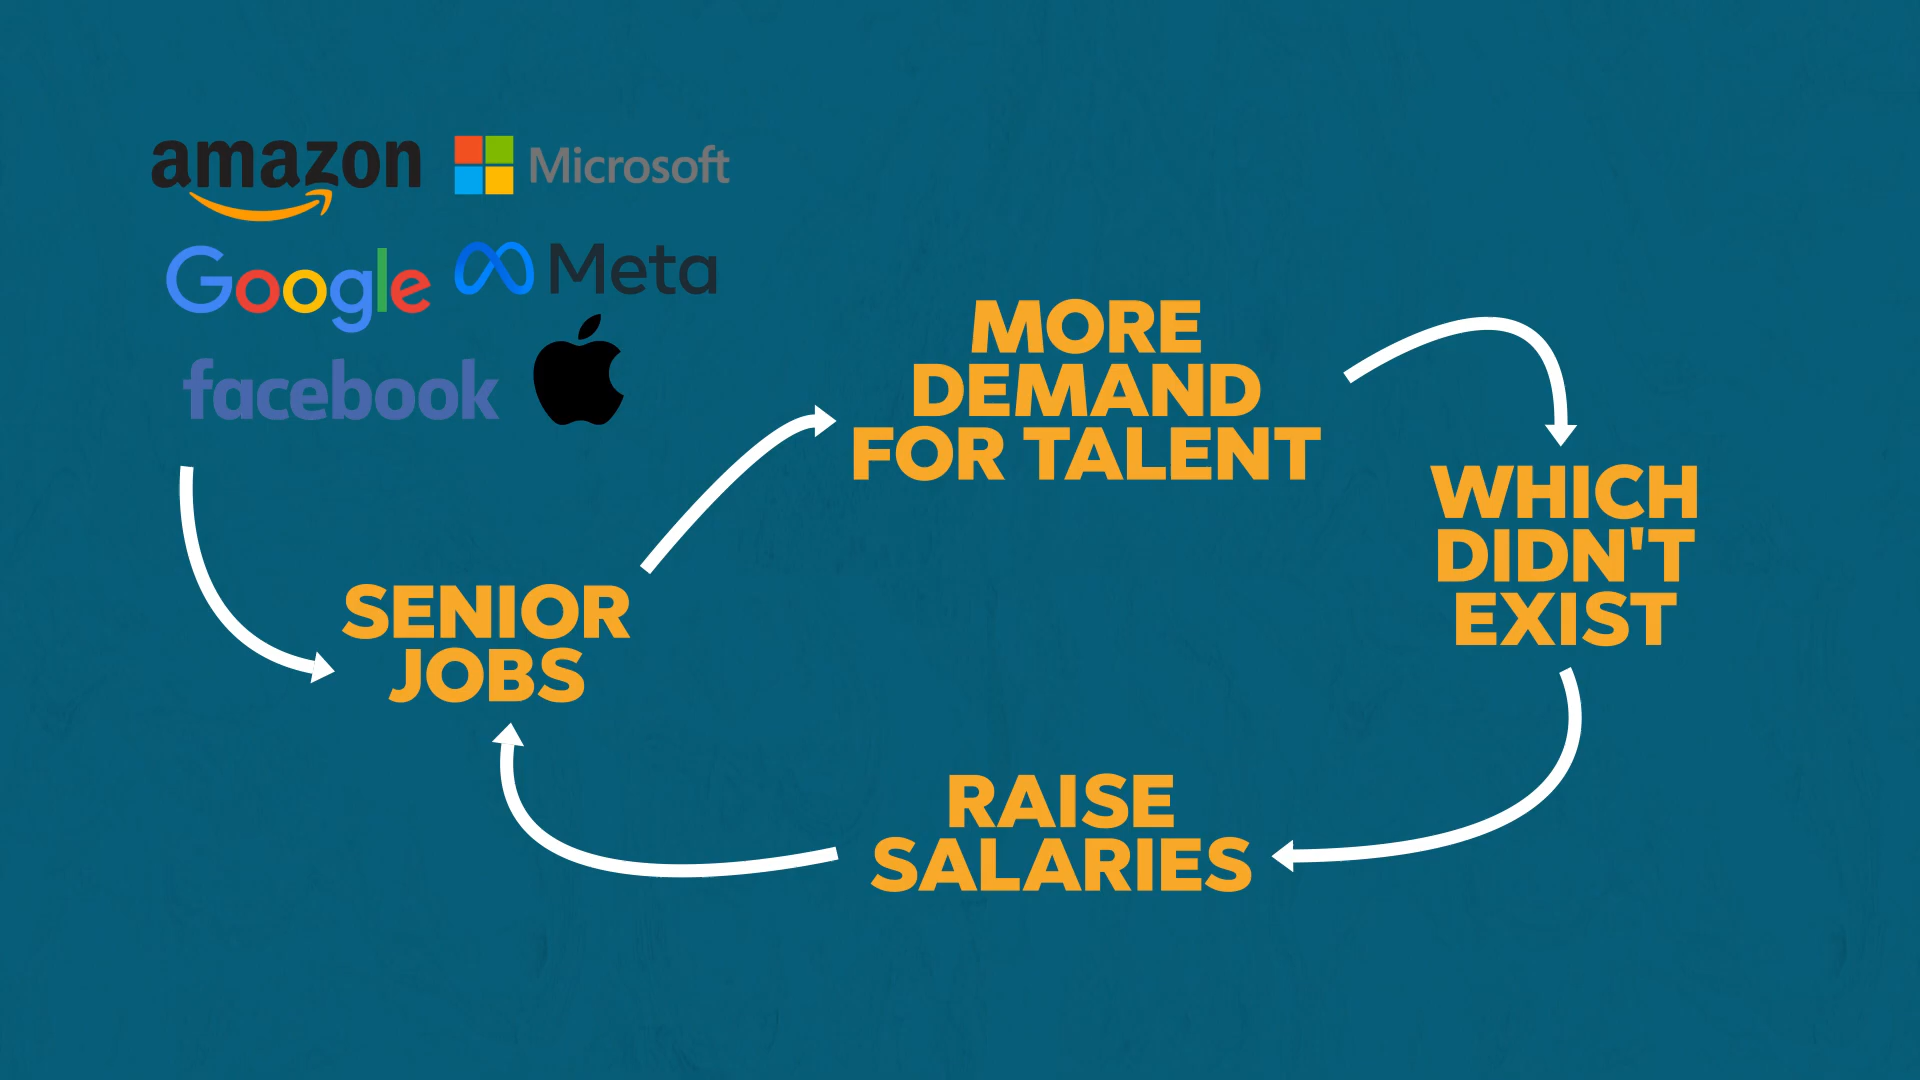 amazon
Microsoft
Google
Meta
facebook
MORE
DEMAND
FOR TALENT
WHICH
DIDN'T
EXIST
SENIOR
JOBS
RAISE
SALARIES